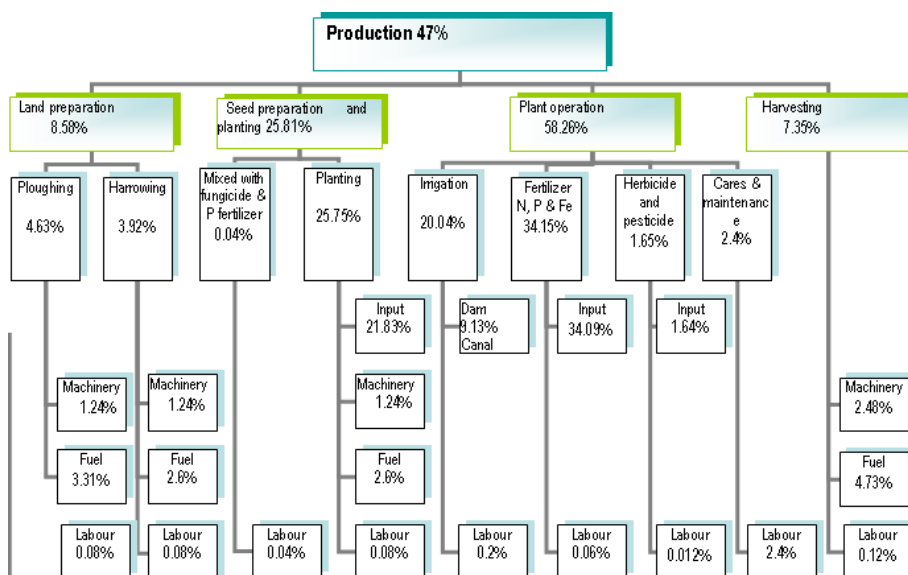 Production 47%
Land preparation
8.58%
Seed preparation and
planting 25.81%
Plant operation
58.26%
Harvesting
7.35%
Ploughing
4.63%
Harrowing
3.92%
Mixed with
fungicide &
P fertilizer
0.04%
Planting
25.75%
Irrigation
20.04%
Fertilizer
N, P & Fe
34.15%
Herbicide
and
pesticide
1.65%
Cares &
maintenanc
e
2.4%
Input
21.83%
Dam
9.13%
Canal
Input
34.09%
Input
1.64%
Machinery
1.24%
Machinery
1.24%
Machinery
1.24%
Machinery
2.48%
Fuel
3.31%
Fuel
2.6%
Fuel
2.6%
Fuel
4.73%
Labour
0.08%
Labour
0.08%
Labour
0.04%
Labour
0.08%
Labour
0.2%
Labour
0.06%
Labour
0.012%
Labour
2.4%
Labour
0.12%